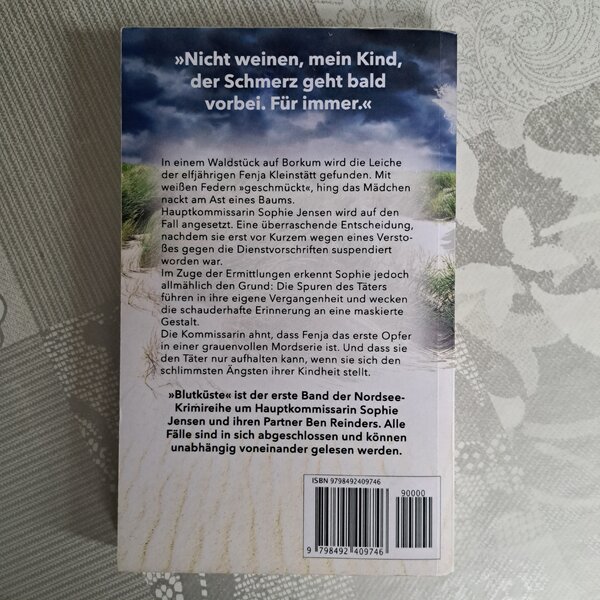 »Nicht weinen, mein Kind,
der Schmerz geht bald
vorbei. Für immer.«
In einem Waldstück auf Borkum wird die Leiche
der elfjährigen Fenja Kleinstätt gefunden. Mit
weißen Federn »geschmückt«, hing das Mädchen
nackt am Ast eines Baums.
Hauptkommissarin Sophie Jensen wird auf den
Fall angesetzt. Eine überraschende Entscheidung,
nachdem sie erst vor Kurzem wegen eines Versto-
ßes gegen die Dienstvorschriften suspendiert
worden war.
Im Zuge der Ermittlungen erkennt Sophie jedoch
allmählich den Grund: Die Spuren des Täters
führen in ihre eigene Vergangenheit und wecken
die schauderhafte Erinnerung an eine maskierte
Gestalt.
Die Kommissarin ahnt, dass Fenja das erste Opfer
in einer grauenvollen Mordserie ist. Und dass sie
den Täter nur aufhalten kann, wenn sie sich den
schlimmsten Ängsten ihrer Kindheit stellt.
»Blutküste« ist der erste Band der Nordsee-
Krimireihe um Hauptkommissarin Sophie
Jensen und ihren Partner Ben Reinders. Alle
Fälle sind in sich abgeschlossen und können
unabhängig voneinander gelesen werden.
ISBN 9798492409746
90000
9 798492 409746